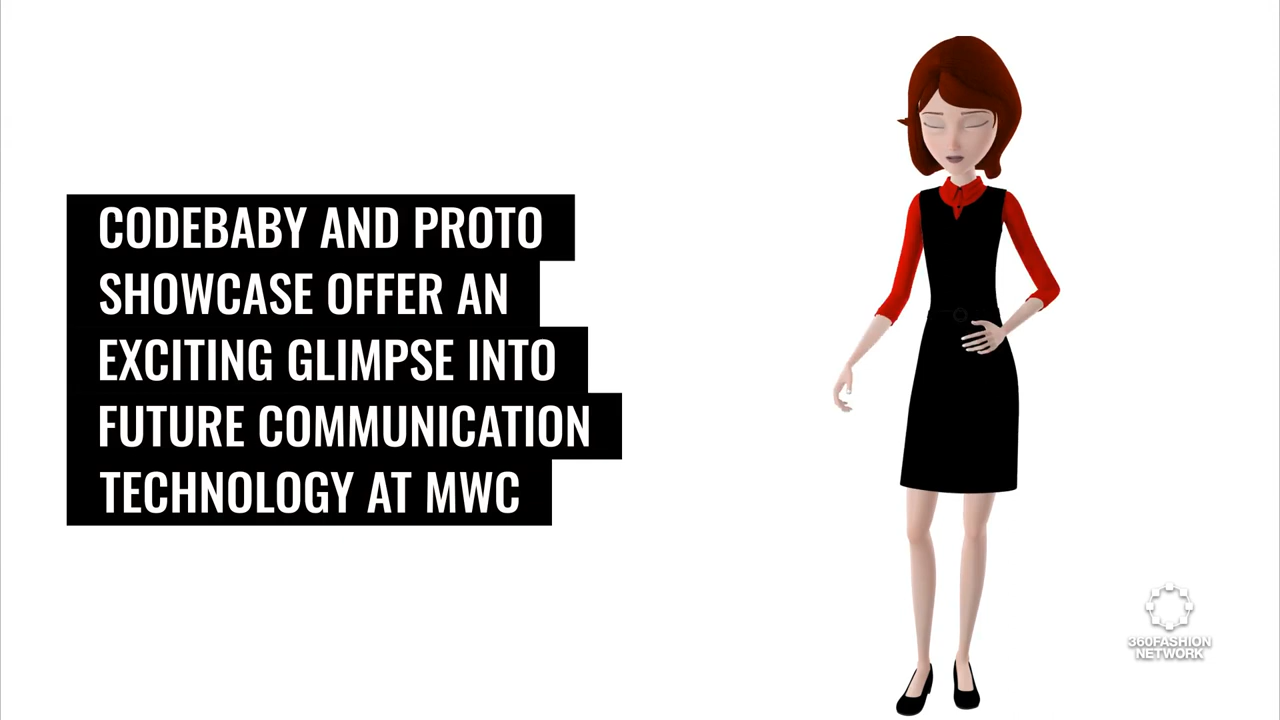 CODEBABY AND PROTO
SHOWCASE OFFER AN
EXCITING GLIMPSE INTO
FUTURE COMMUNICATION
TECHNOLOGY AT MWC
360FASHION
NETWORK